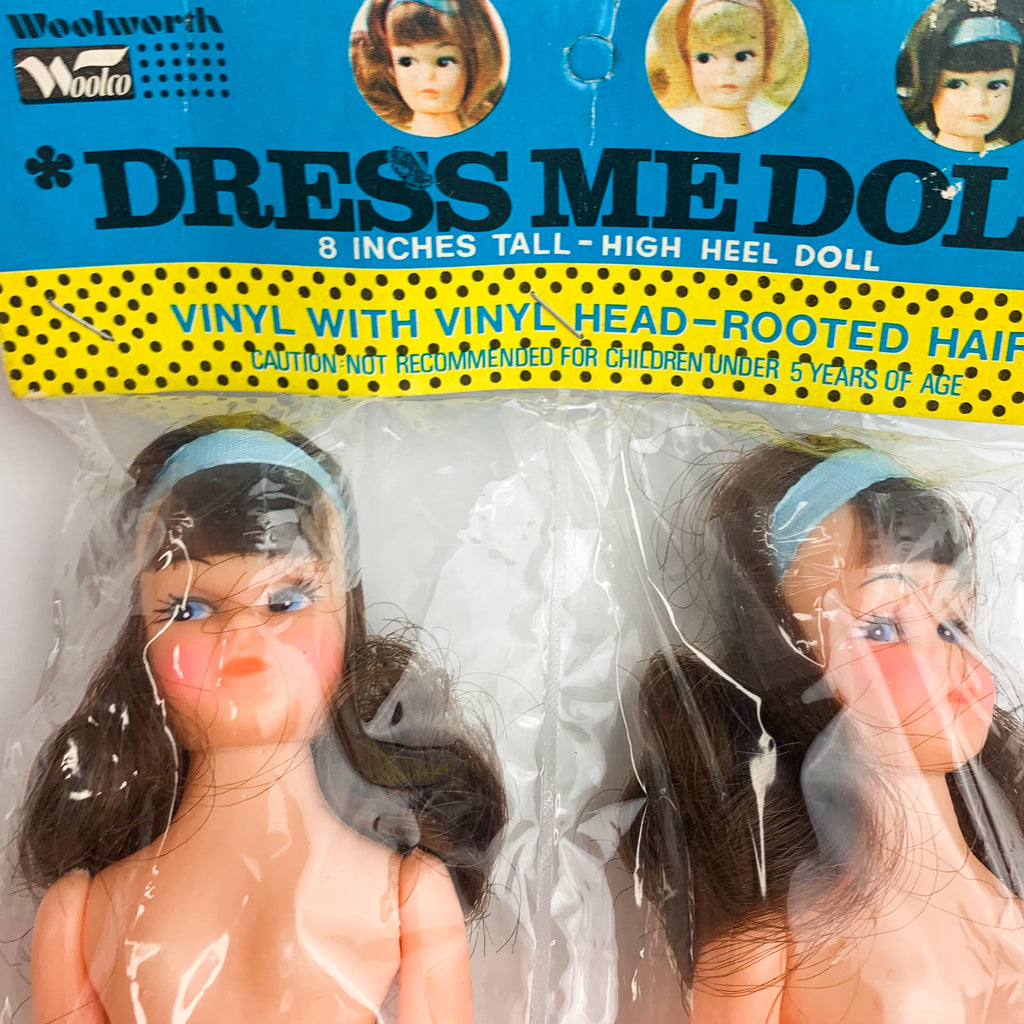 Woolworth
Woolco
*DRESS ME DOL
8 INCHES TALL-HIGH HEEL DOLL
VINYL WITH VINYL HEAD-ROOTED HAIR
CAUTION: NOT RECOMMENDED FOR CHILDREN UNDER 5 YEARS OF AGE